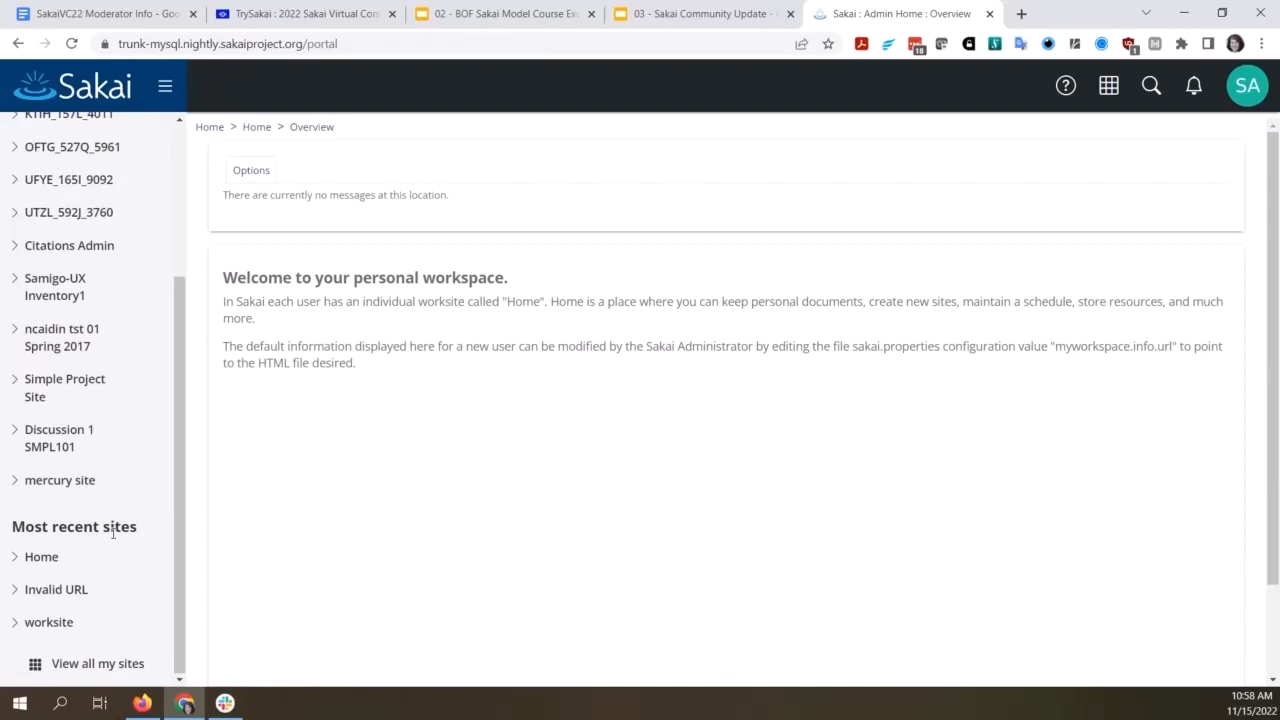 SakaiVC22 Moderator Info - Goo
TrySakai : 2022 Sakai Virtual Con
02 - BOF Sakai Model Course Exc
03 - Sakai Community Update -
Sakai : Admin Home : Overview
trunk-mysql.nightly.sakaiproject.org/portal
18
1
Sakai
SA
KTIH_157L_4011
OFTG_527Q_5961
UFYE_165I_9092
UTZL_592J_3760
Citations Admin
Samigo-UX
Inventory1
ncaidin tst 01
Spring 2017
Simple Project
Site
Discussion 1
SMPL101
mercury site
Most recent sites
Home
Invalid URL
worksite
View all my sites
Home > Home > Overview
Options
There are currently no messages at this location.
Welcome to your personal workspace.
In Sakai each user has an individual worksite called "Home". Home is a place where you can keep personal documents, create new sites, maintain a schedule, store resources, and much
more.
The default information displayed here for a new user can be modified by the Sakai Administrator by editing the file sakai.properties configuration value "myworkspace.info.url" to point
to the HTML file desired.
10:58 AM
11/15/2022